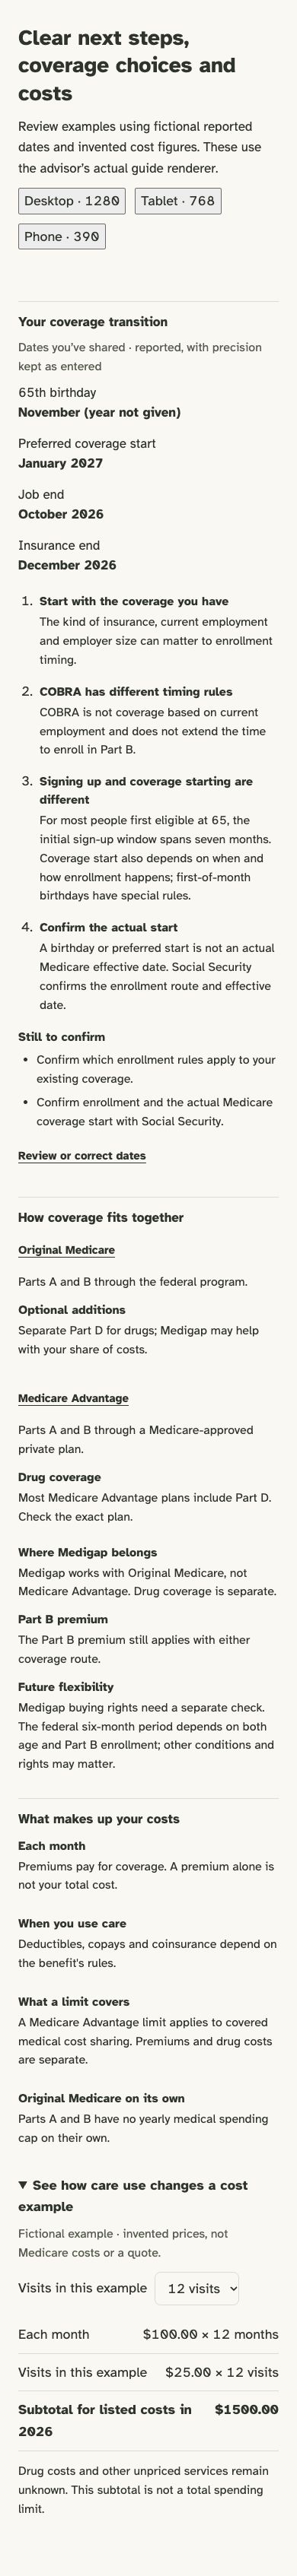 Clear next steps,
coverage choices and
costs
Review examples using fictional reported
dates and invented cost figures. These use
the advisor's actual guide renderer.
Desktop · 1280 Tablet · 768
Phone · 390
Your coverage transition
Dates you've shared · reported, with precision
kept as entered
65th birthday
November (year not given)
Preferred coverage start
January 2027
Job end
October 2026
Insurance end
December 2026
1. Start with the coverage you have
The kind of insurance, current employment
and employer size can matter to enrollment
timing.
2. COBRA has different timing rules
COBRA is not coverage based on current
employment and does not extend the time
to enroll in Part B.
3. Signing up and coverage starting are
different
For most people first eligible at 65, the
initial sign-up window spans seven months.
Coverage start also depends on when and
how enrollment happens; first-of-month
birthdays have special rules.
4. Confirm the actual start
A birthday or preferred start is not an actual
Medicare effective date. Social Security
confirms the enrollment route and effective
date.
Still to confirm
• Confirm which enrollment rules apply to your
existing coverage.
• Confirm enrollment and the actual Medicare
coverage start with Social Security.
Review or correct dates
How coverage fits together
Original Medicare
Parts A and B through the federal program.
Optional additions
Separate Part D for drugs; Medigap may help
with your share of costs.
Medicare Advantage
Parts A and B through a Medicare-approved
private plan.
Drug coverage
Most Medicare Advantage plans include Part D.
Check the exact plan.
Where Medigap belongs
Medigap works with Original Medicare, not
Medicare Advantage. Drug coverage is separate.
Part B premium
The Part B premium still applies with either
coverage route.
Future flexibility
Medigap buying rights need a separate check.
The federal six-month period depends on both
age and Part B enrollment; other conditions and
rights may matter.
What makes up your costs
Each month
Premiums pay for coverage. A premium alone is
not your total cost.
When you use care
Deductibles, copays and coinsurance depend on
the benefit's rules.
What a limit covers
A Medicare Advantage limit applies to covered
medical cost sharing. Premiums and drug costs
are separate.
Original Medicare on its own
Parts A and B have no yearly medical spending
cap on their own.
▼ See how care use changes a cost
example
Fictional example · invented prices, not
Medicare costs or a quote.
Visits in this example 12 visits
Each month $100.00 × 12 months
Visits in this example $25.00 × 12 visits
Subtotal for listed costs in $1500.00
2026
Drug costs and other unpriced services remain
unknown. This subtotal is not a total spending
limit.